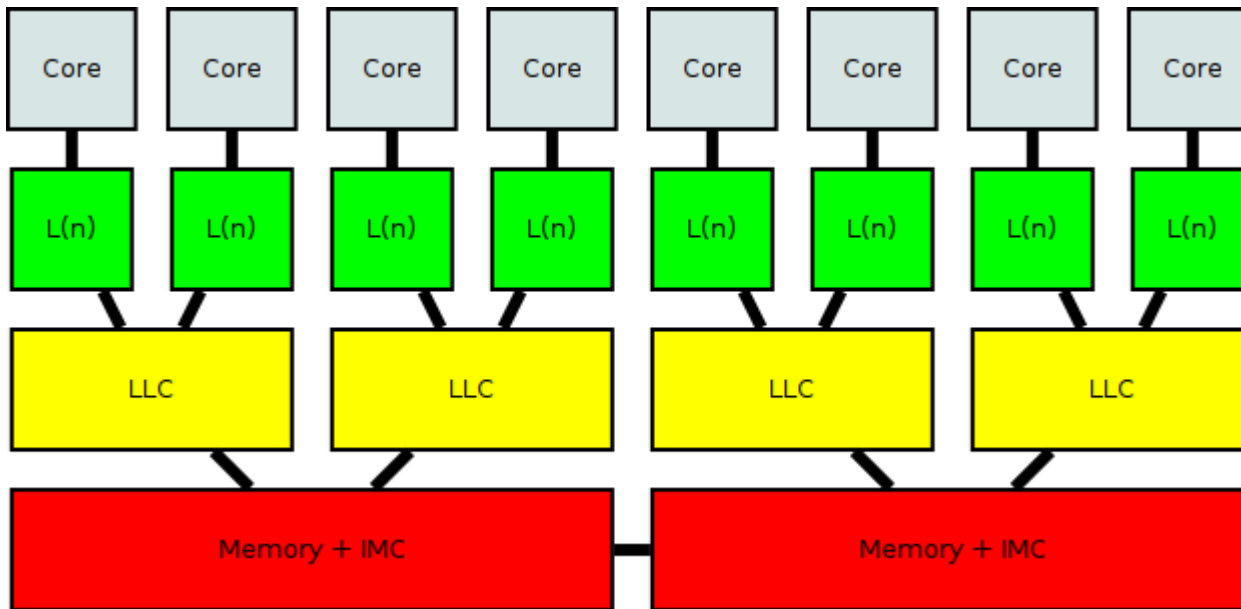 Core Core Core Core Core Core Core Core
L(n) L(n) L(n) L(n) L(n) L(n) L(n) L(n)
LLC LLC LLC LLC
Memory + IMC Memory + IMC